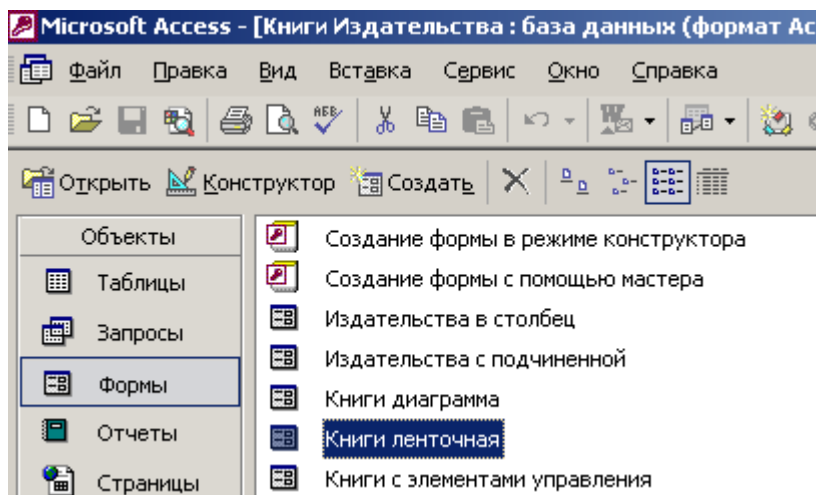 Microsoft Access - [Книги Издательства : база данных (формат Ac
Файл Правка Вид Вставка Сервис Окно Справка
Открыть Конструктор Создать
Объекты
Таблицы
Запросы
Формы
Отчеты
Страницы
Создание формы в режиме конструктора
Создание формы с помощью мастера
Издательства в столбец
Издательства с подчиненной
Книги диаграмма
Книги ленточная
Книги с элементами управления